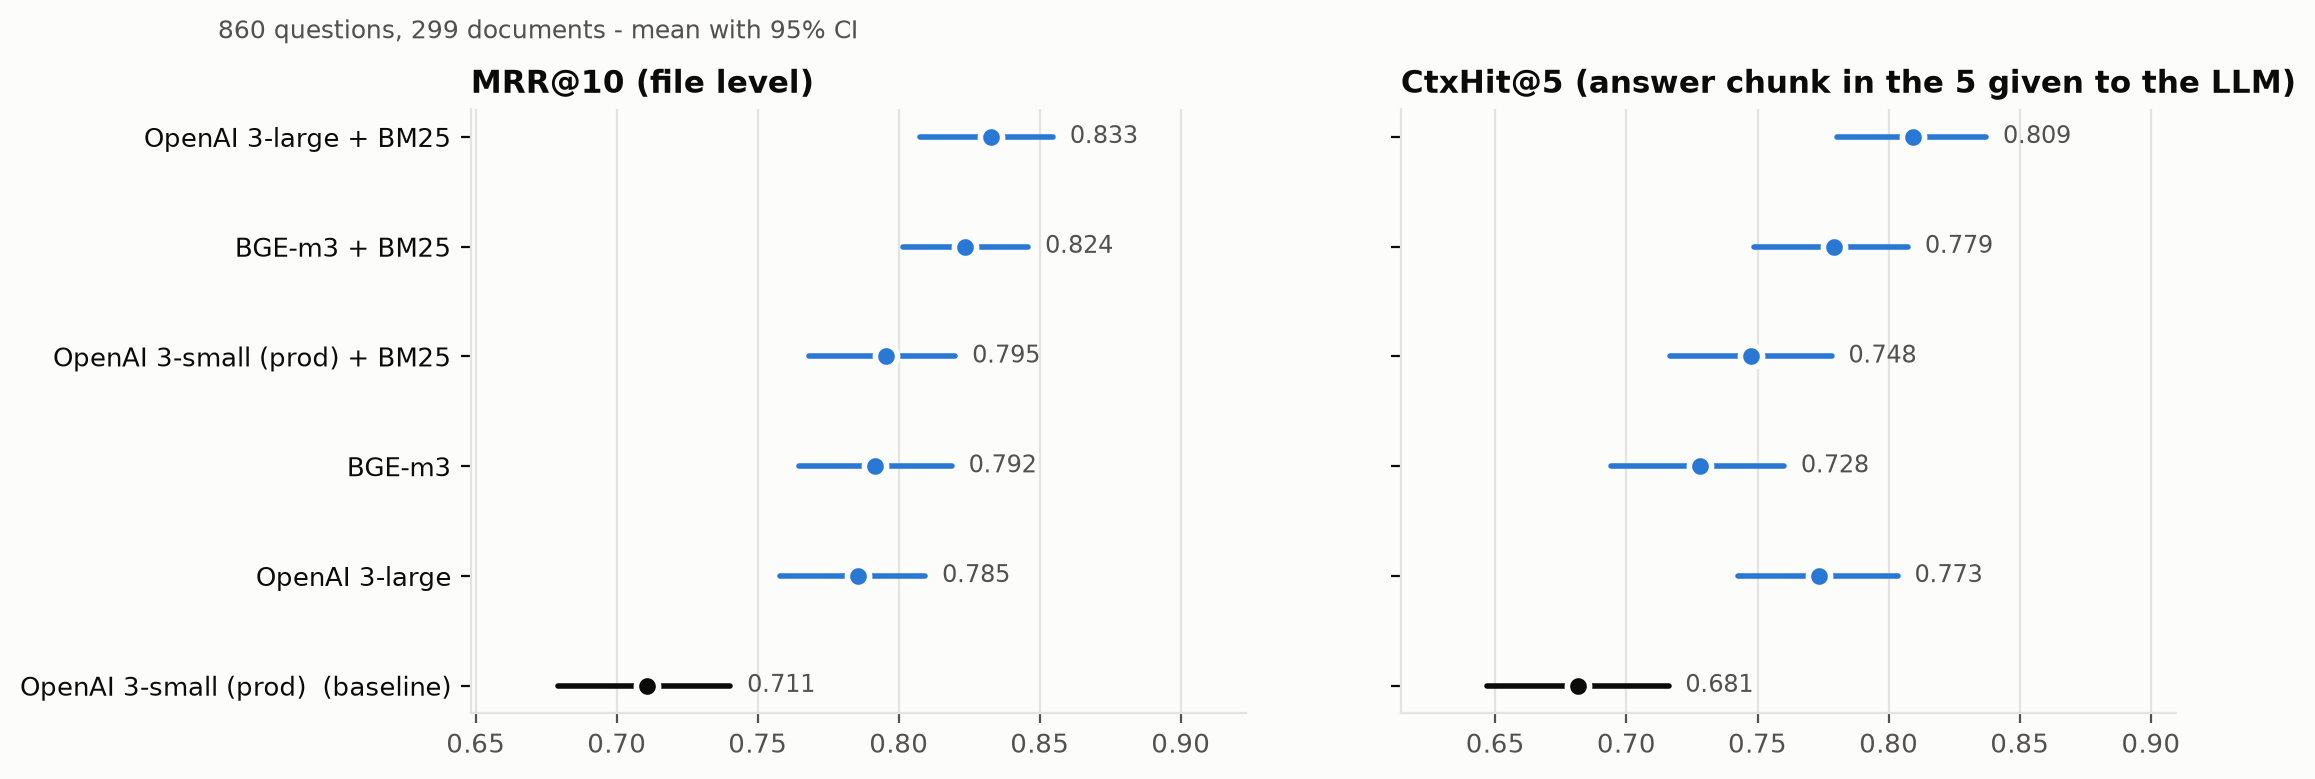 860 questions, 299 documents - mean with 95% CI
MRR@10 (file level)
CtxHit@5 (answer chunk in the 5 given to the LLM)
OpenAI 3-large + BM25
0.833
0.809
BGE-m3 + BM25
0.824
0.779
OpenAI 3-small (prod) + BM25
0.795
0.748
BGE-m3
0.792
0.728
OpenAI 3-large
0.785
0.773
OpenAI 3-small (prod)  (baseline)
0.711
0.681
0.65 0.70 0.75 0.80 0.85 0.90
0.65 0.70 0.75 0.80 0.85 0.90